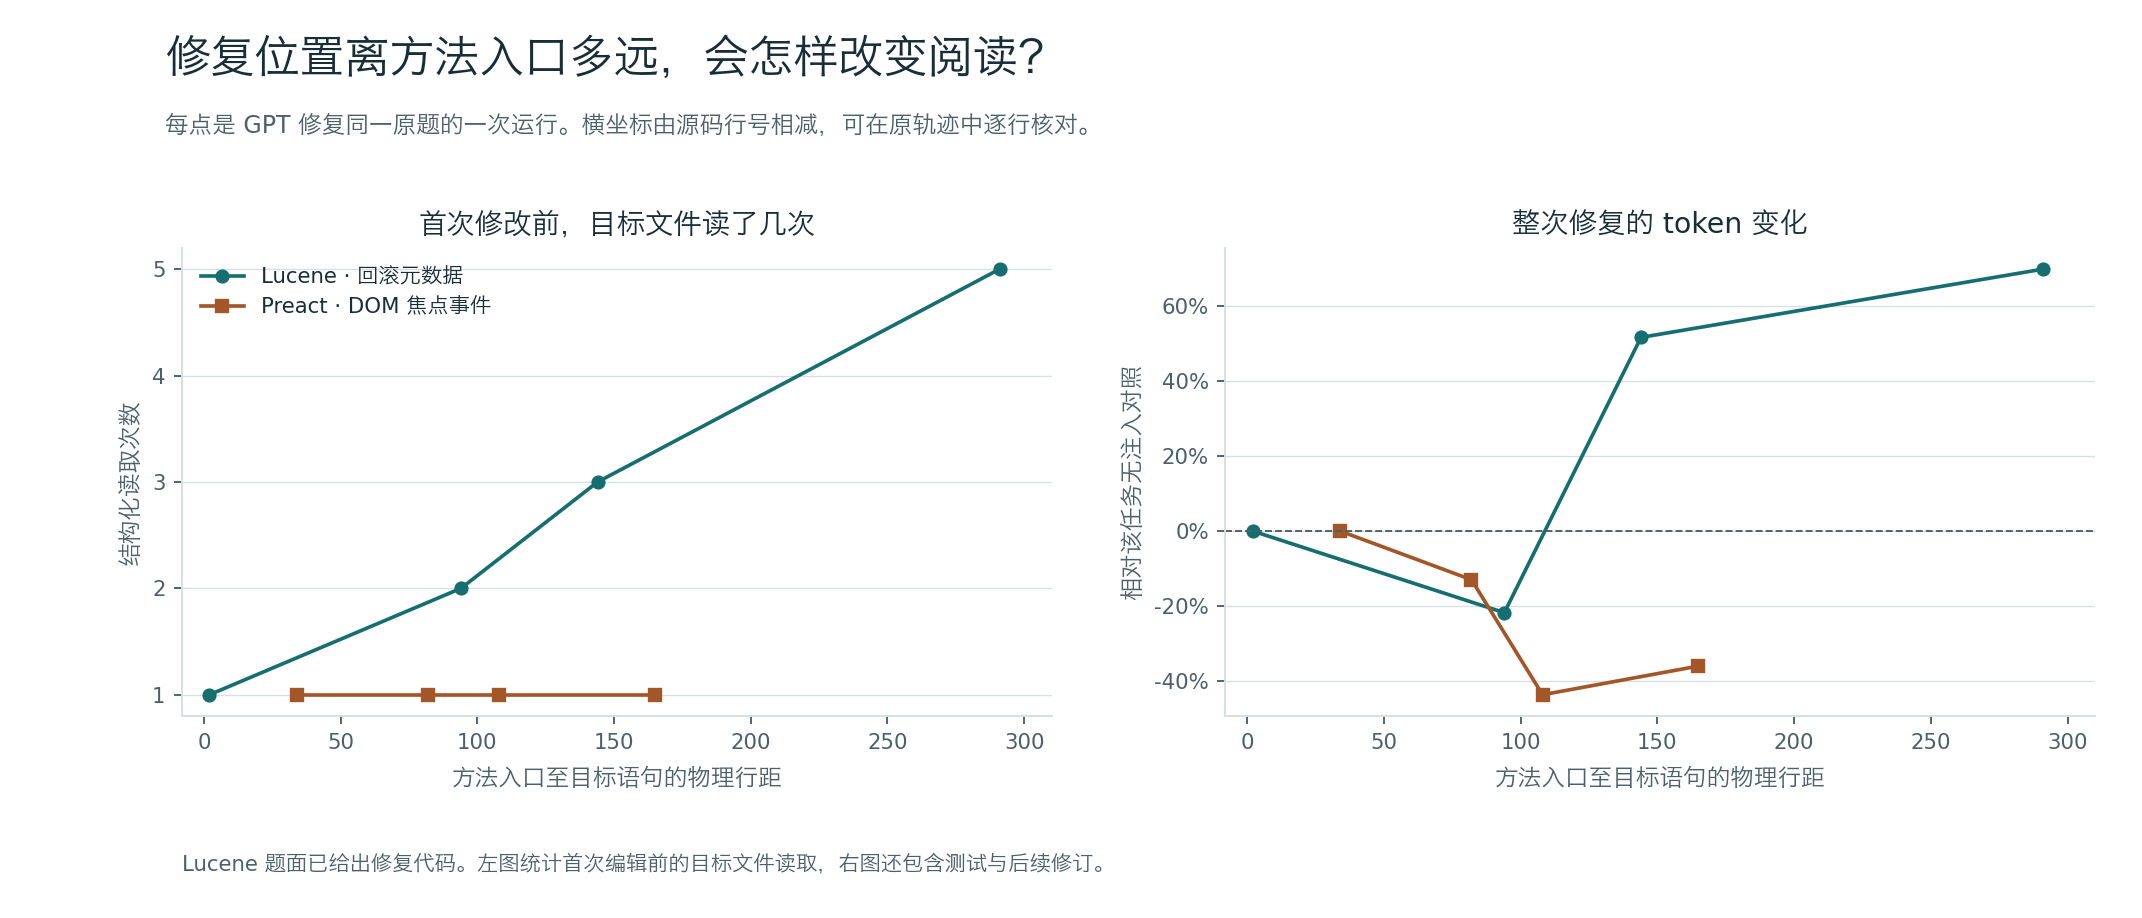 修复位置离方法入口多远，会怎样改变阅读？
每点是 GPT 修复同一原题的一次运行。横坐标由源码行号相减，可在原轨迹中逐行核对。
首次修改前，目标文件读了几次
Lucene · 回滚元数据
Preact · DOM 焦点事件
结构化读取次数
5
4
3
2
1
0 50 100 150 200 250 300
方法入口至目标语句的物理行距
整次修复的 token 变化
相对该任务无注入对照
60%
40%
20%
0%
-20%
-40%
0 50 100 150 200 250 300
方法入口至目标语句的物理行距
Lucene 题面已给出修复代码。左图统计首次编辑前的目标文件读取，右图还包含测试与后续修订。